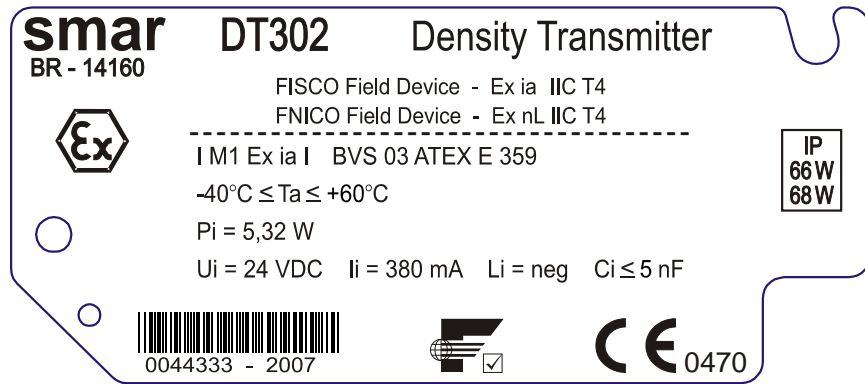 smar DT302 Density Transmitter
BR - 14160
FISCO Field Device - Ex ia IIC T4
FNICO Field Device - Ex nL IIC T4
Ex
I M1 Ex ia I BVS 03 ATEX E 359
-40°C ≤ Ta ≤ +60°C
Pi = 5,32 W
Ui = 24 VDC Ii = 380 mA Li = neg Ci ≤ 5 nF
IP
66W
68W
0044333 - 2007
F
CE 0470